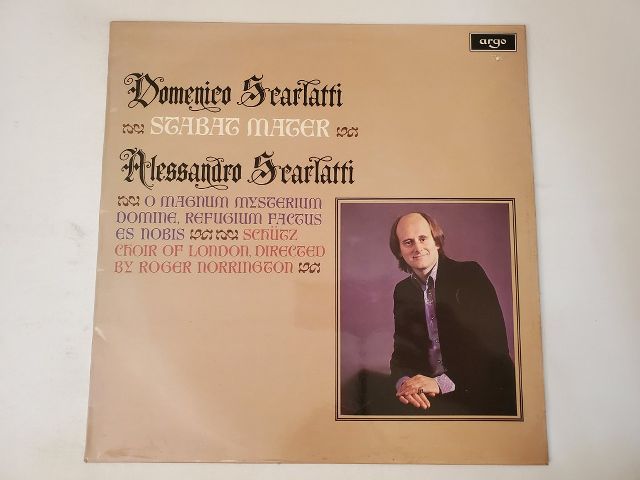 argo
Domenico Scarlatti
STABAT MATER
Alessandro Scarlatti
O MAGNUM MYSTERIUM
DOMINE, REFUGIUM FACTUS
ES NOBIS SCHÜTZ
CHOIR OF LONDON, DIRECTED
BY ROGER NORRINGTON